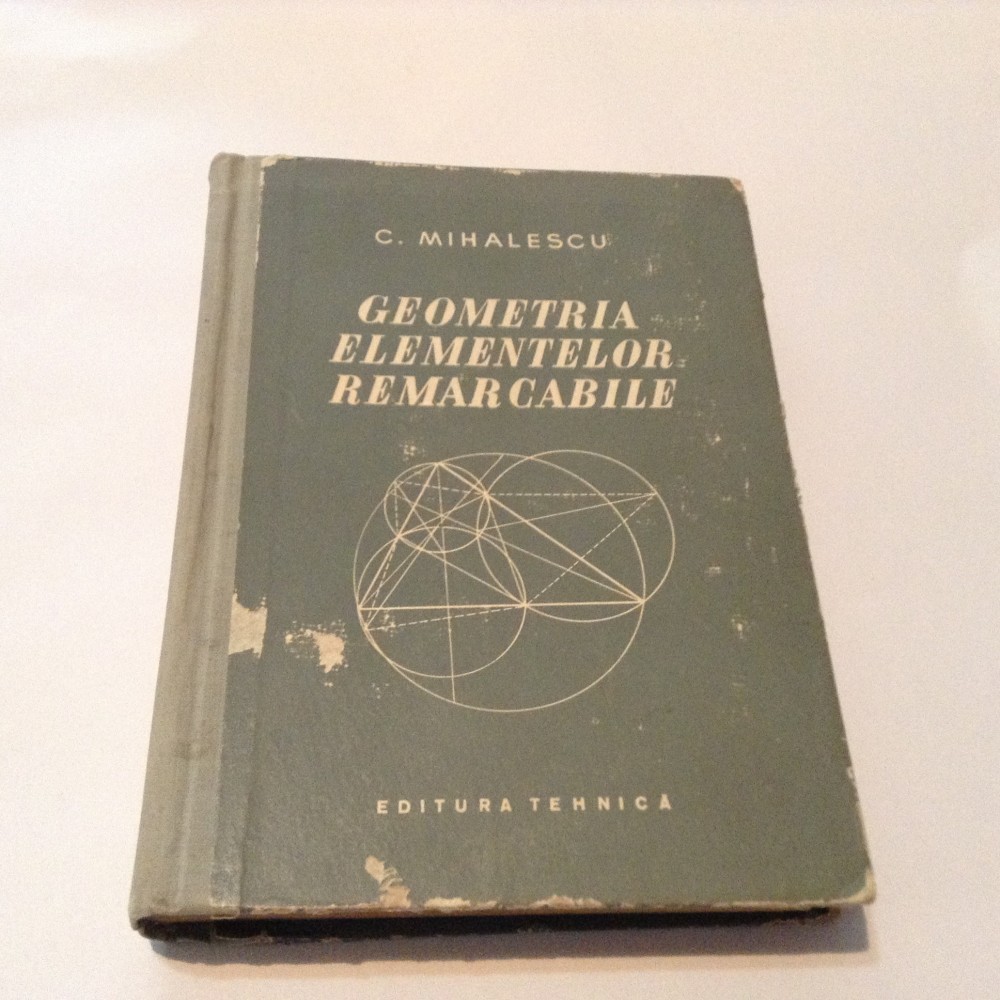 C. MIHALESCU
GEOMETRIA
ELEMENTELOR
REMARCABILE
EDITURA TEHNICĂ